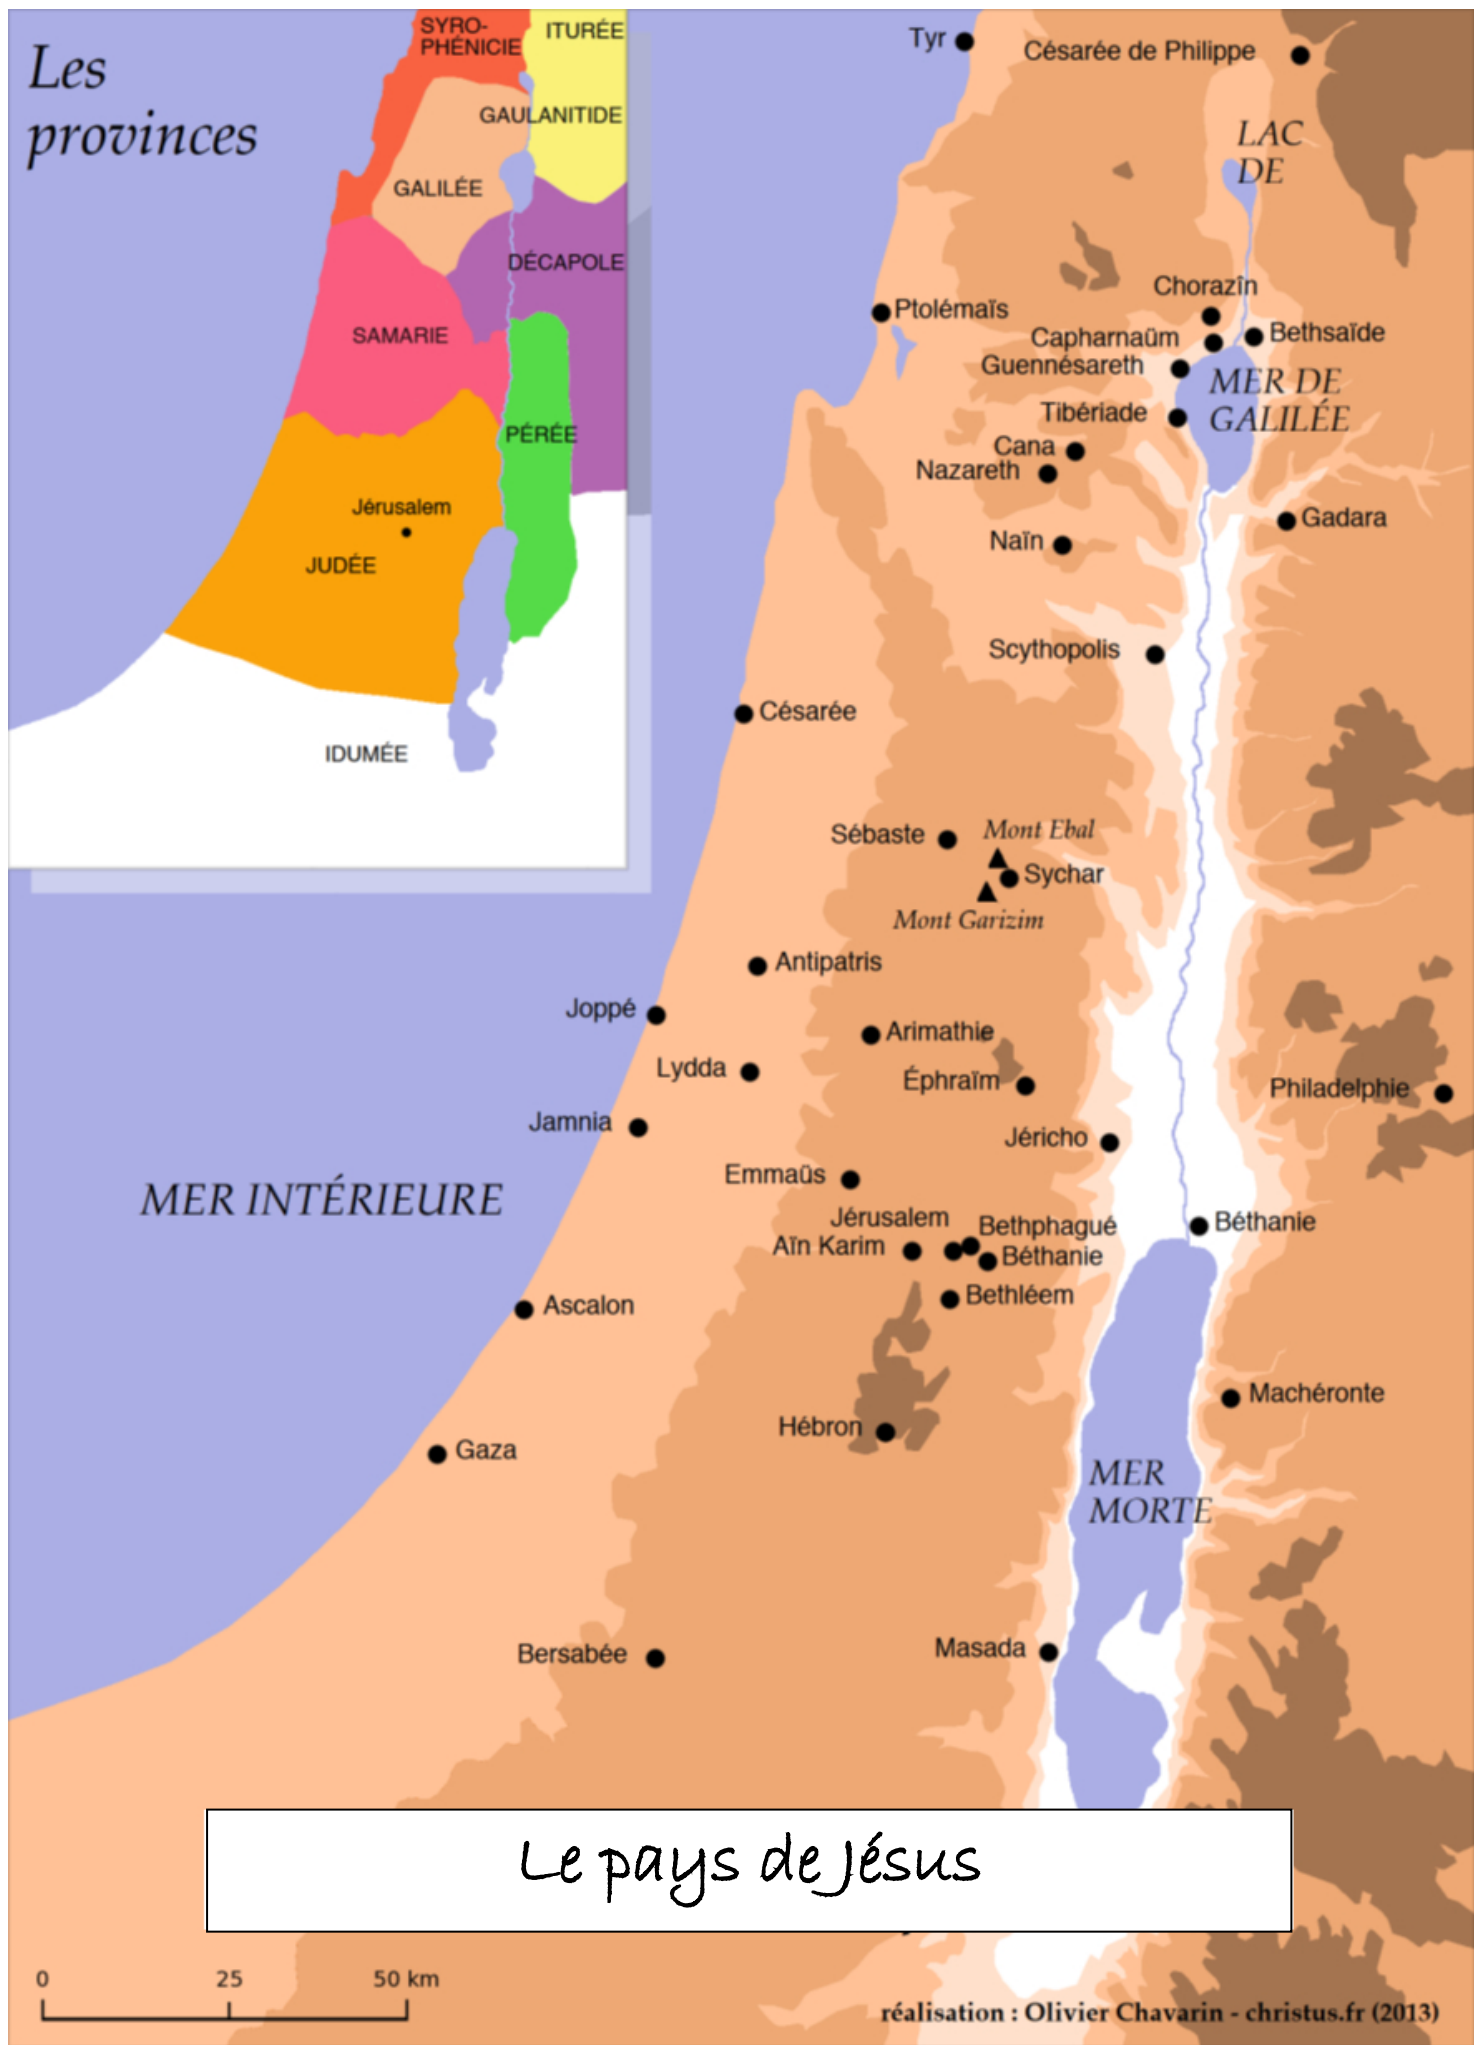 Les
provinces
SYRO-
PHÉNICIE
ITURÉE
GAULANITIDE
GALILÉE
DÉCAPOLE
SAMARIE
PÉRÉE
Jérusalem
JUDÉE
IDUMÉE
Tyr
Césarée de Philippe
LAC
DE
Chorazîn
Ptolémaïs
Capharnaüm
Bethsaïde
Guennésareth
MER DE
GALILÉE
Tibériade
Cana
Nazareth
Gadara
Naïn
Scythopolis
Césarée
Sébaste
Mont Ebal
Sychar
Mont Garizim
Antipatris
Joppé
Arimathie
Lydda
Éphraïm
Philadelphie
Jamnia
Jéricho
Emmaüs
MER INTÉRIEURE
Jérusalem
Bethphagué
Béthanie
Aïn Karim
Béthanie
Bethléem
Ascalon
Machéronte
Hébron
Gaza
MER
MORTE
Bersabée
Masada
Le pays de Jésus
0 25 50 km
réalisation : Olivier Chavarin - christus.fr (2013)